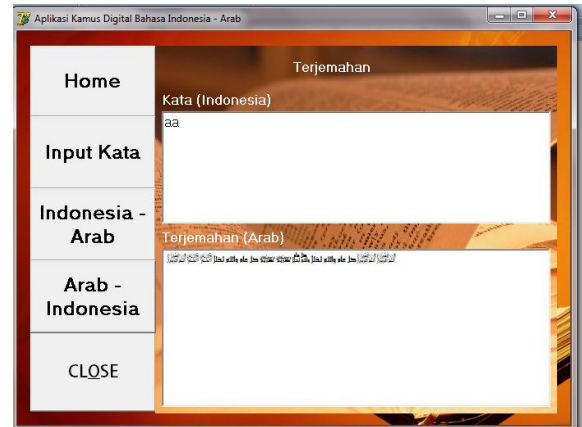 Aplikasi Kamus Digital Bahasa Indonesia - Arab
Home
Input Kata
Indonesia -
Arab
Arab -
Indonesia
CLOSE
Terjemahan
Kata (Indonesia)
aa
Terjemahan (Arab)